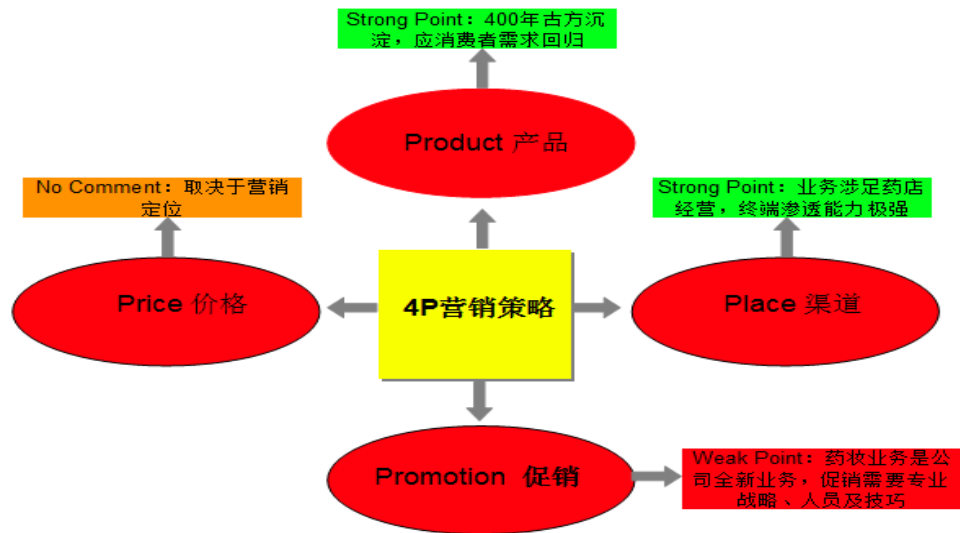 Strong Point：400年古方沉
淀，应消费者需求回归
Product 产品
No Comment：取决于营销
定位
Strong Point：业务涉足药店
经营，终端渗透能力极强
Price 价格
4P营销策略
Place 渠道
Promotion 促销
Weak Point：药妆业务是公
司全新业务，促销需要专业
战略、人员及技巧